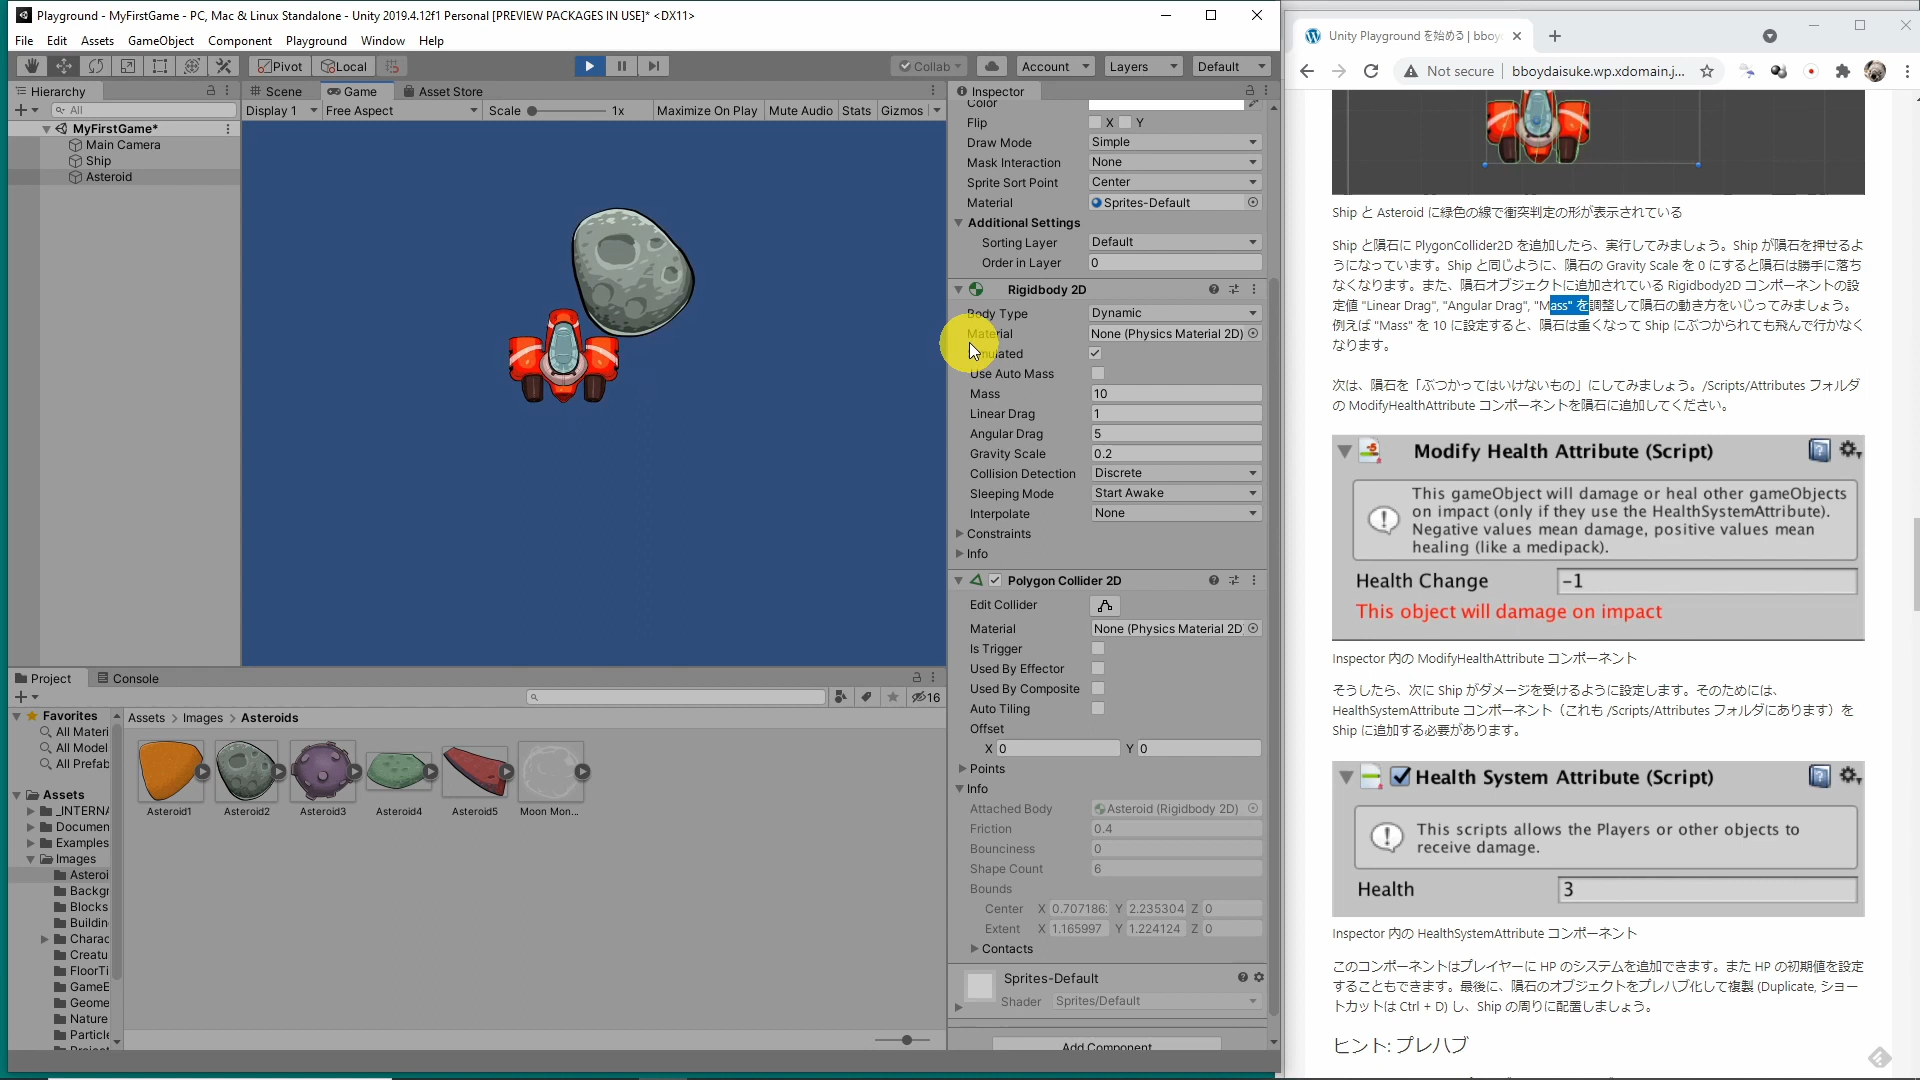 Playground - MyFirstGame - PC, Mac & Linux Standalone - Unity 2019.4.12f1 Personal [PREVIEW PACKAGES IN USE]* <DX11>
File Edit Assets GameObject Component Playground Window Help
Pivot Local Collab Account Layers Default
Hierarchy
All
MyFirstGame*
Main Camera
Ship
Asteroid
Scene Game Asset Store
Display 1 Free Aspect Scale 1x Maximize On Play Mute Audio Stats Gizmos
Inspector
Color
Flip X Y
Draw Mode Simple
Mask Interaction None
Sprite Sort Point Center
Material Sprites-Default
Additional Settings
Sorting Layer Default
Order in Layer 0
Rigidbody 2D
Body Type Dynamic
Material None (Physics Material 2D)
mulated
Use Auto Mass
Mass 10
Linear Drag 1
Angular Drag 5
Gravity Scale 0.2
Collision Detection Discrete
Sleeping Mode Start Awake
Interpolate None
Constraints
Info
Polygon Collider 2D
Edit Collider
Material None (Physics Material 2D
Is Trigger
Used By Effector
Used By Composite
Auto Tiling
Offset
X 0 Y 0
Points
Info
Attached Body Asteroid (Rigidbody 2D)
Friction 0.4
Bounciness 0
Shape Count 6
Bounds
Center X 0.707186 Y 2.235304 Z 0
Extent X 1.165997 Y 1.224124 Z 0
Contacts
Sprites-Default
Shader Sprites/Default
Add Component
Project Console
16
Favorites
All Materi
All Model
All Prefab
Assets
_INTERNA
Documen
Examples
Images
Asteroi
Backgr
Blocks
Buildin
Charac
Creatu
FloorTi
GameE
Geome
Nature
Particle
Assets > Images > Asteroids
Asteroid1 Asteroid2 Asteroid3 Asteroid4 Asteroid5 Moon Mon...
Unity Playground を始める | bboy
Not secure | bboydaisuke.wp.xdomain.j...
Ship と Asteroid に緑色の線で衝突判定の形が表示されている
Ship と隕石に PlygonCollider2D を追加したら、実行してみましょう。Ship が隕石を押せるよ
うになっています。Ship と同じように、隕石の Gravity Scale を 0 にすると隕石は勝手に落ち
なくなります。また、隕石オブジェクトに追加されている Rigidbody2D コンポーネントの設
定値 "Linear Drag", "Angular Drag", "Mass" を調整して隕石の動き方をいじってみましょう。
例えば "Mass" を 10 に設定すると、隕石は重くなって Ship にぶつかられても飛んで行かなく
なります。
次は、隕石を「ぶつかってはいけないもの」にしてみましょう。/Scripts/Attributes フォルダ
の ModifyHealthAttribute コンポーネントを隕石に追加してください。
Modify Health Attribute (Script)
This gameObject will damage or heal other gameObjects
on impact (only if they use the HealthSystemAttribute).
Negative values mean damage, positive values mean
healing (like a medipack).
Health Change -1
This object will damage on impact
Inspector 内の ModifyHealthAttribute コンポーネント
そうしたら、次に Ship がダメージを受けるように設定します。そのためには、
HealthSystemAttribute コンポーネント（これも /Scripts/Attributes フォルダにあります）を
Ship に追加する必要があります。
Health System Attribute (Script)
This scripts allows the Players or other objects to
receive damage.
Health 3
Inspector 内の HealthSystemAttribute コンポーネント
このコンポーネントはプレイヤーに HP のシステムを追加できます。また HP の初期値を設定
することもできます。最後に、隕石のオブジェクトをプレハブ化して複製 (Duplicate, ショー
トカットは Ctrl + D) し、Ship の周りに配置しましょう。
ヒント: プレハブ